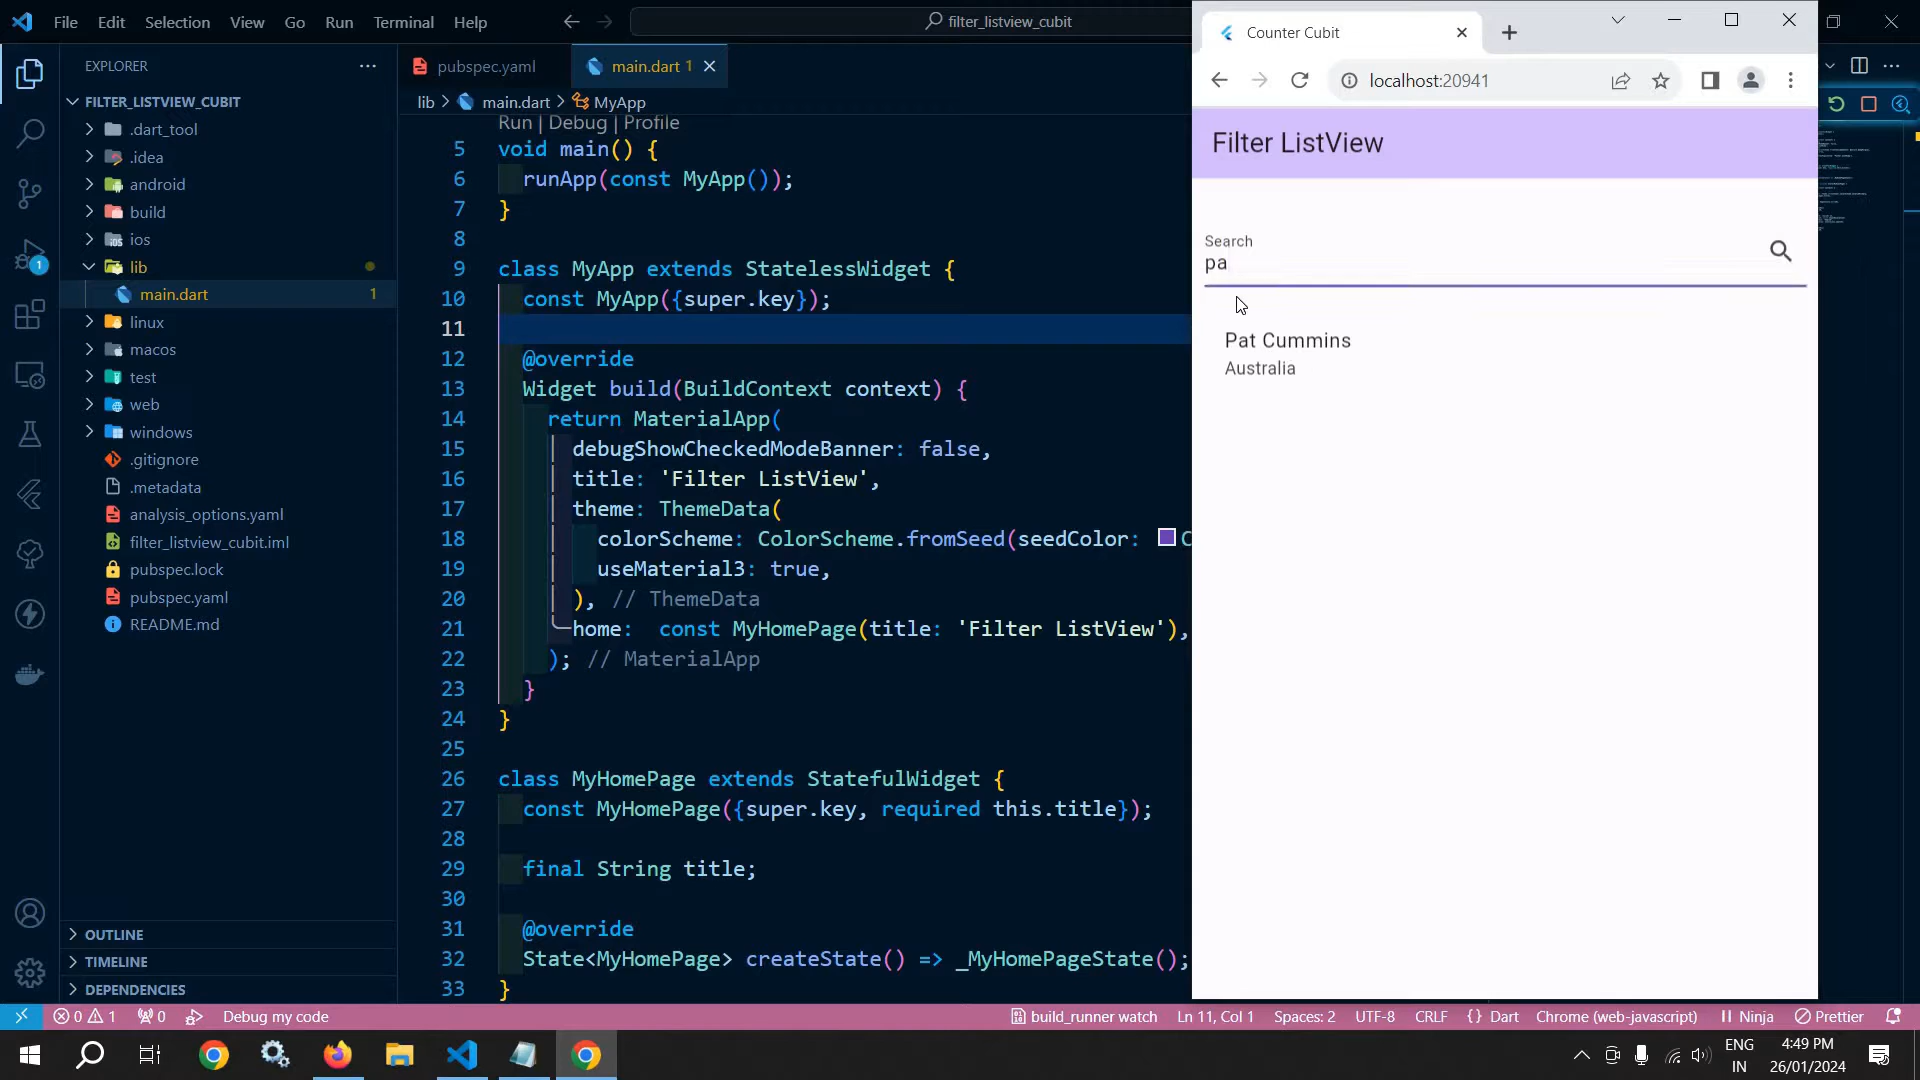 File Edit Selection View Go Run Terminal Help
filter_listview_cubit
EXPLORER
FILTER_LISTVIEW_CUBIT
.dart_tool
.idea
android
build
ios
lib
main.dart 1
linux
macos
test
web
windows
.gitignore
.metadata
analysis_options.yaml
filter_listview_cubit.iml
pubspec.lock
pubspec.yaml
README.md
OUTLINE
TIMELINE
DEPENDENCIES
1
pubspec.yaml
main.dart 1
lib > main.dart > MyApp
Run | Debug | Profile
5 void main() {
6 runApp(const MyApp());
7 }
8
9 class MyApp extends StatelessWidget {
10 const MyApp({super.key});
11
12 @override
13 Widget build(BuildContext context) {
14 return MaterialApp(
15 debugShowCheckedModeBanner: false,
16 title: 'Filter ListView',
17 theme: ThemeData(
18 colorScheme: ColorScheme.fromSeed(seedColor: C
19 useMaterial3: true,
20 ), // ThemeData
21 home: const MyHomePage(title: 'Filter ListView'),
22 ); // MaterialApp
23 }
24 }
25
26 class MyHomePage extends StatefulWidget {
27 const MyHomePage({super.key, required this.title});
28
29 final String title;
30
31 @override
32 State<MyHomePage> createState() => _MyHomePageState();
33 }
Counter Cubit
localhost:20941
Filter ListView
Search
pa
Pat Cummins
Australia
0 1 0 Debug my code build_runner watch Ln 11, Col 1 Spaces: 2 UTF-8 CRLF {} Dart Chrome (web-javascript) Ninja Prettier
ENG
IN
4:49 PM
26/01/2024